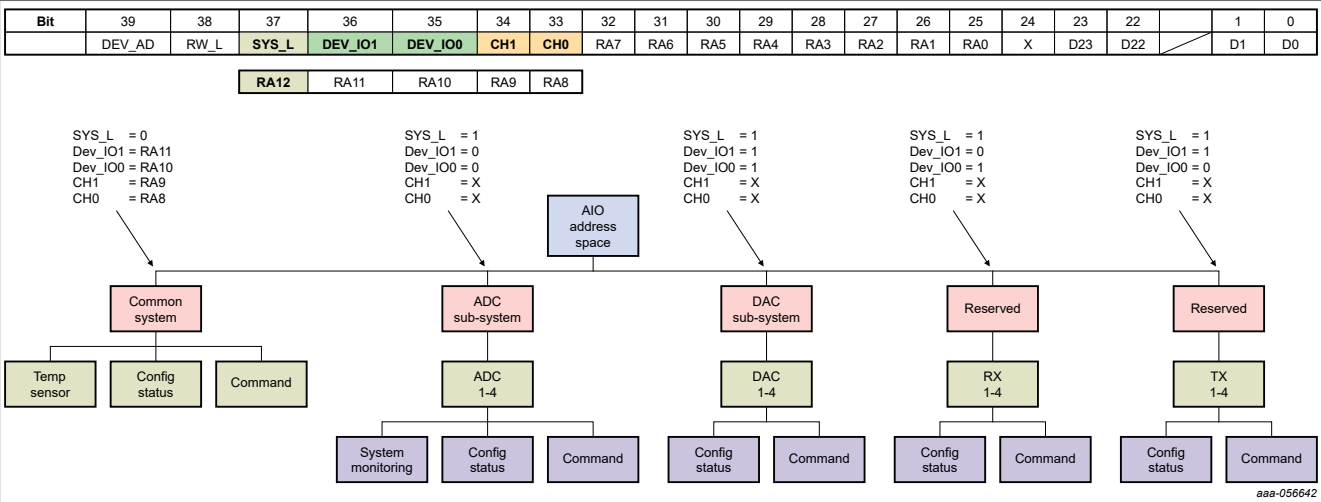 Bit 39 38 37 36 35 34 33 32 31 30 29 28 27 26 25 24 23 22 1 0
DEV_AD RW_L SYS_L DEV_IO1 DEV_IO0 CH1 CH0 RA7 RA6 RA5 RA4 RA3 RA2 RA1 RA0 X D23 D22 D1 D0
RA12 RA11 RA10 RA9 RA8
SYS_L = 0
Dev_IO1 = RA11
Dev_IO0 = RA10
CH1 = RA9
CH0 = RA8
SYS_L = 1
Dev_IO1 = 0
Dev_IO0 = 0
CH1 = X
CH0 = X
SYS_L = 1
Dev_IO1 = 1
Dev_IO0 = 1
CH1 = X
CH0 = X
SYS_L = 1
Dev_IO1 = 0
Dev_IO0 = 1
CH1 = X
CH0 = X
SYS_L = 1
Dev_IO1 = 1
Dev_IO0 = 0
CH1 = X
CH0 = X
AIO
address
space
Common
system
ADC
sub-system
DAC
sub-system
Reserved
Reserved
Temp
sensor
Config
status
Command
ADC
1-4
DAC
1-4
RX
1-4
TX
1-4
System
monitoring
Config
status
Command
Config
status
Command
Config
status
Command
Config
status
Command
aaa-056642